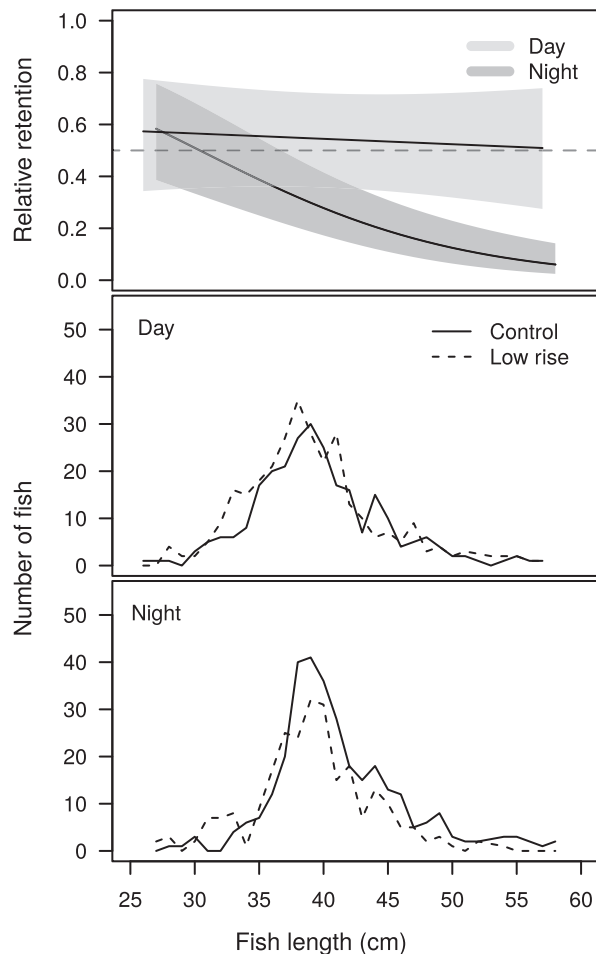 Relative retention
1.0
0.8
0.6
0.4
0.2
0.0
Day
Night
Number of fish
Day
Control
Low rise
50
40
30
20
10
0
Night
50
40
30
20
10
0
25 30 35 40 45 50 55 60
Fish length (cm)